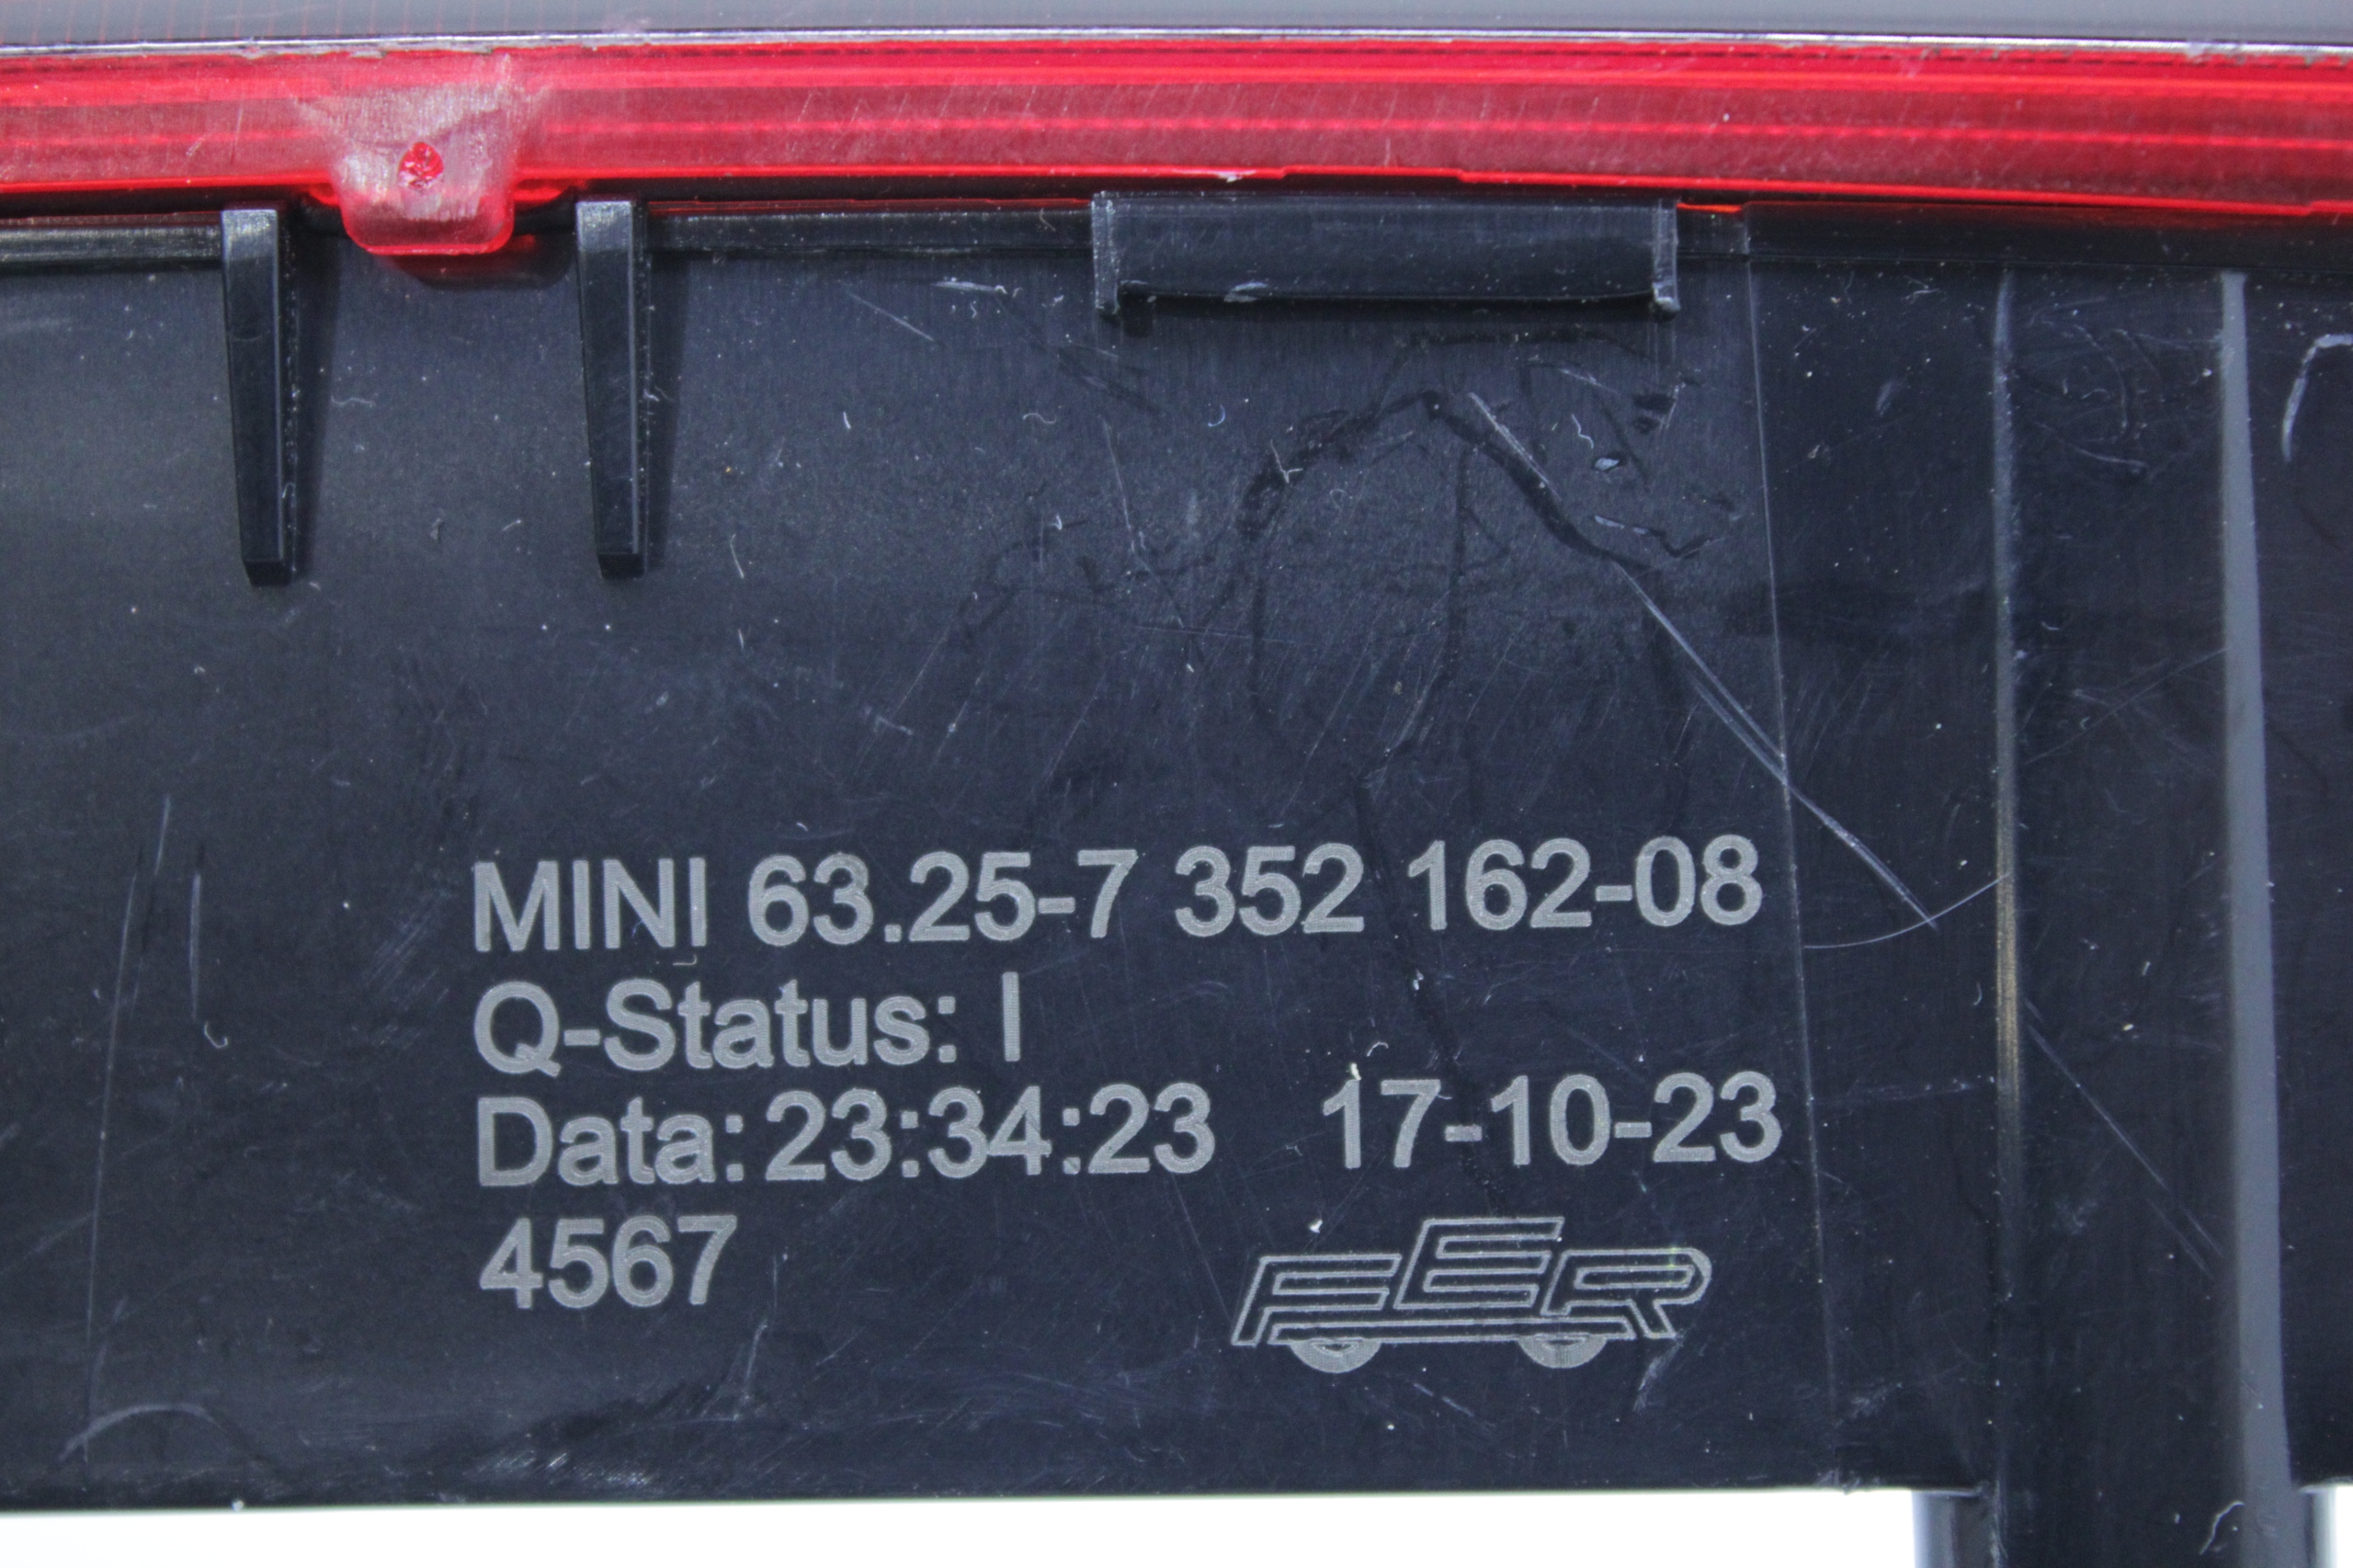 MINI 63.25-7 352 162-08
Q-Status: I
Data: 23:34:23 17-10-23
4567
FER